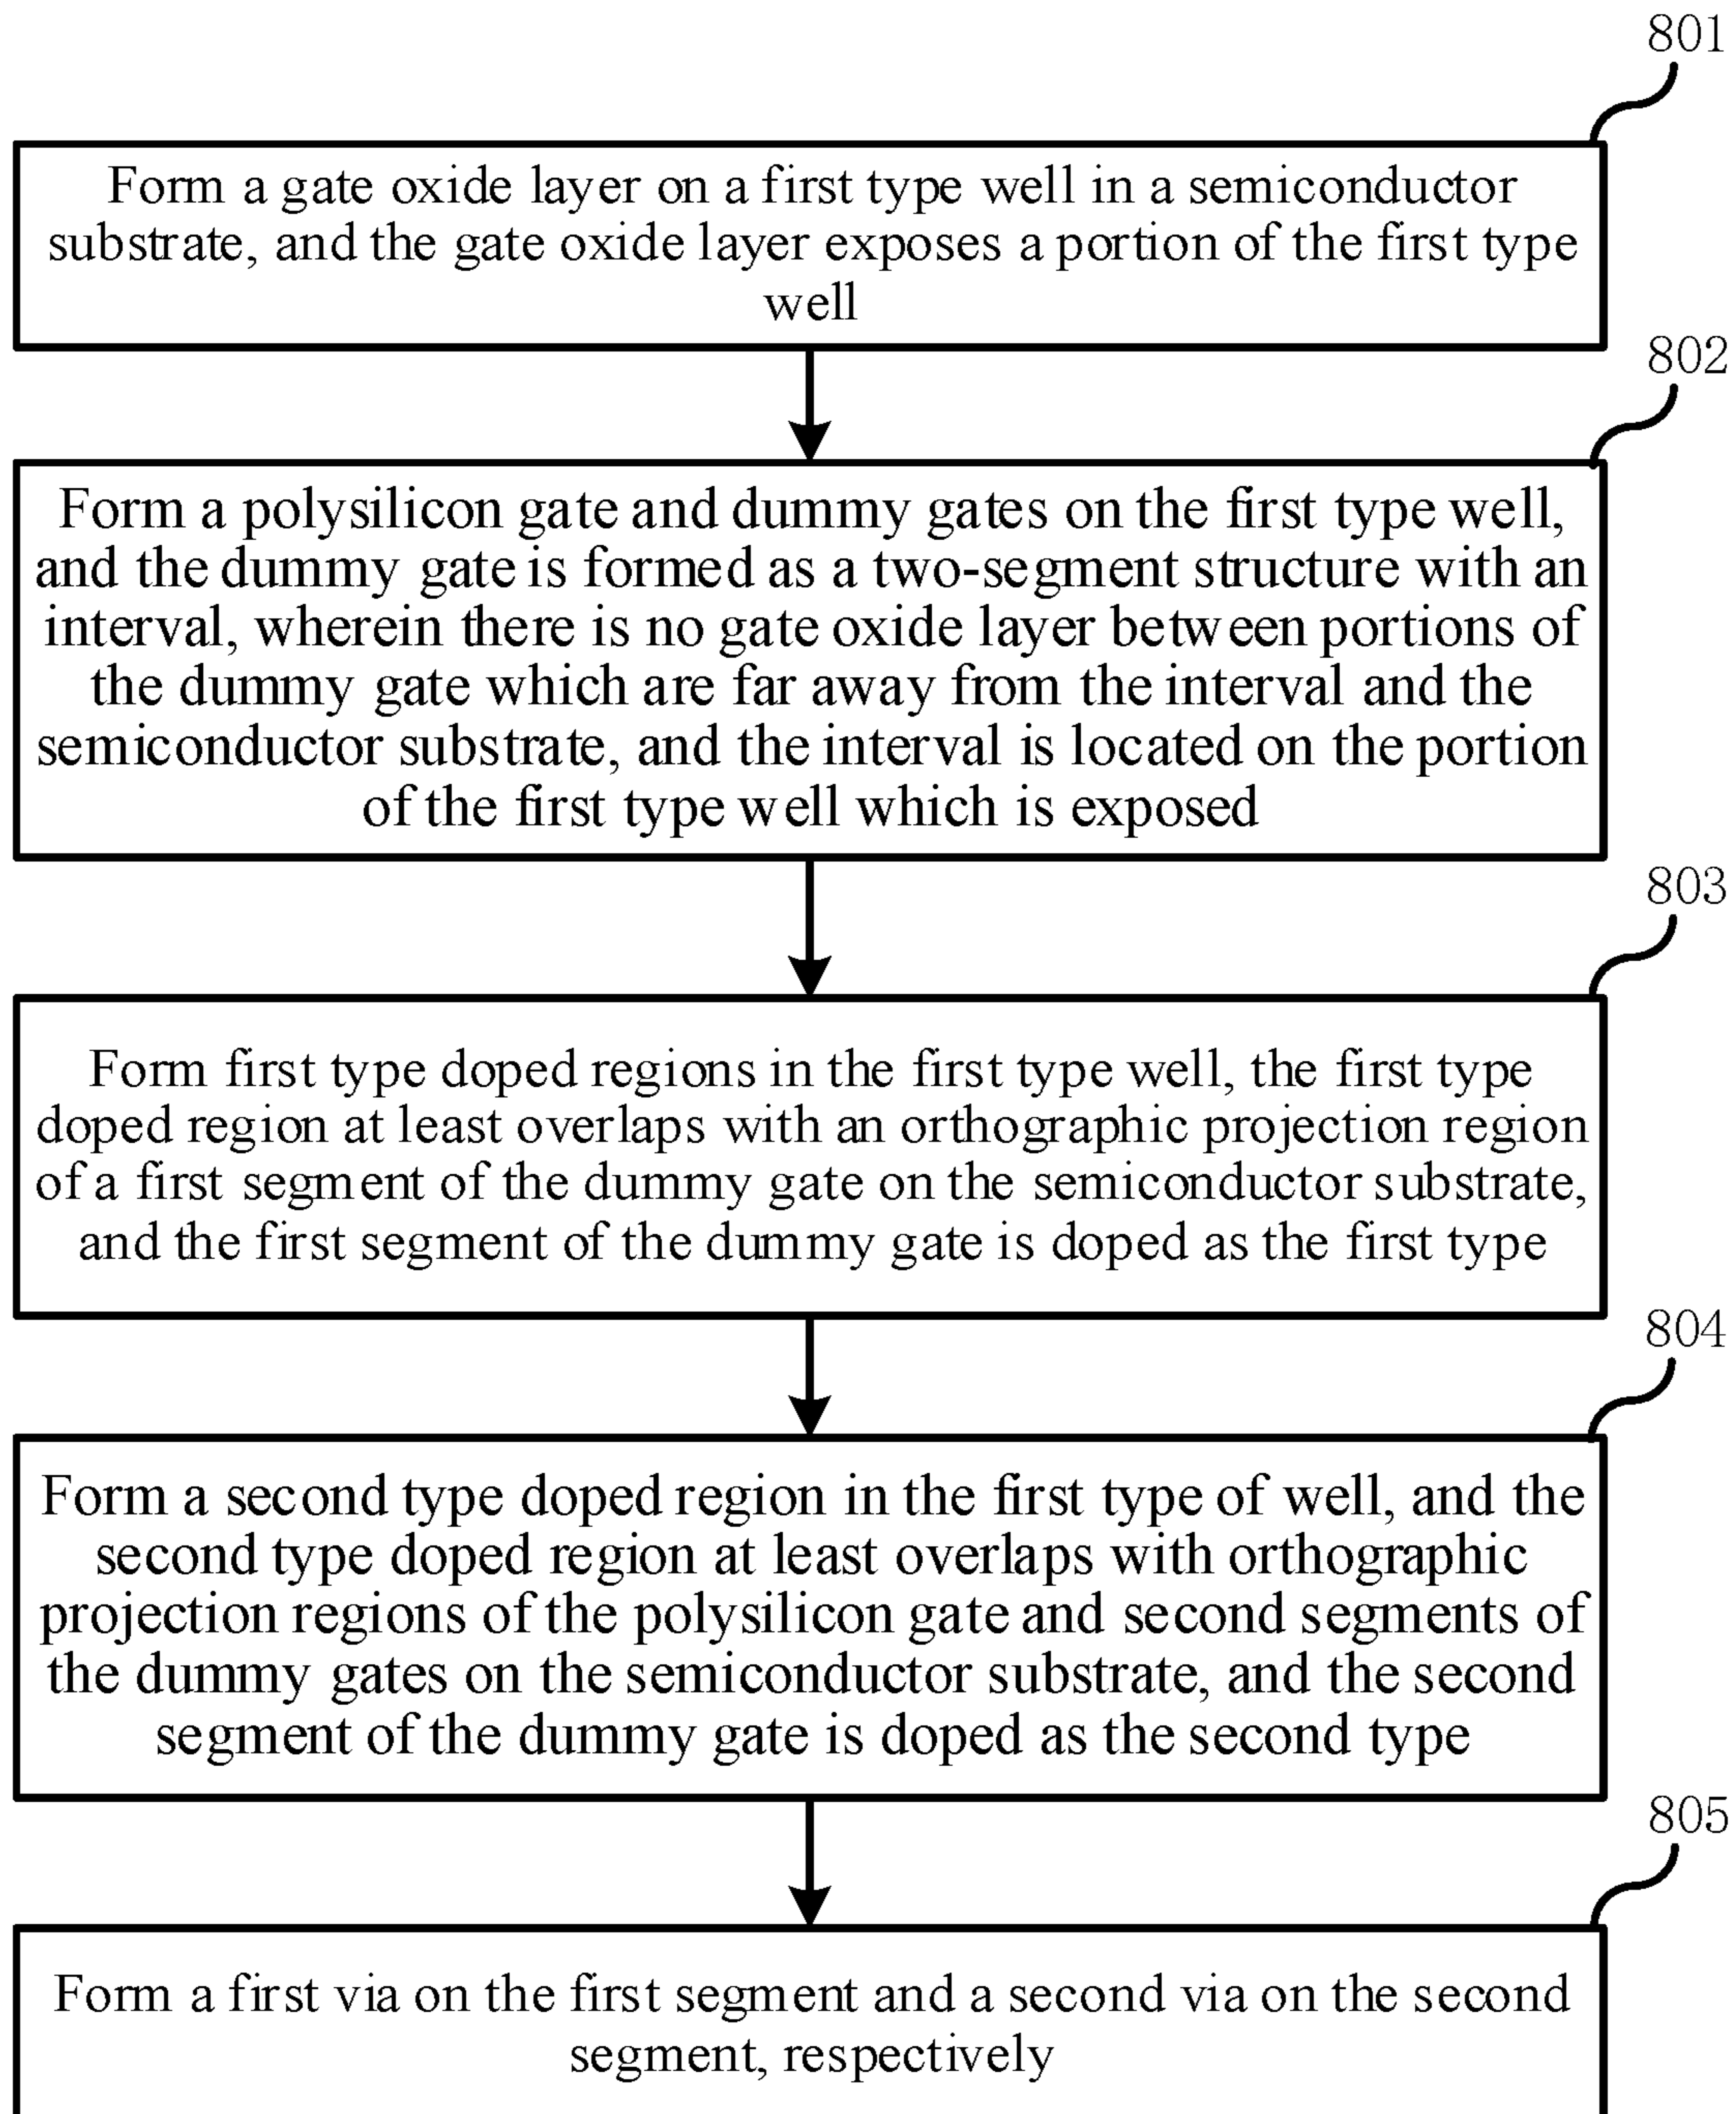 801
Form a gate oxide layer on a first type well in a semiconductor
substrate, and the gate oxide layer exposes a portion of the first type
well
802
Form a polysilicon gate and dummy gates on the first type well,
and the dummy gate is formed as a two-segment structure with an
interval, wherein there is no gate oxide layer between portions of
the dummy gate which are far away from the interval and the
semiconductor substrate, and the interval is located on the portion
of the first type well which is exposed
803
Form first type doped regions in the first type well, the first type
doped region at least overlaps with an orthographic projection region
of a first segment of the dummy gate on the semiconductor substrate,
and the first segment of the dummy gate is doped as the first type
804
Form a second type doped region in the first type of well, and the
second type doped region at least overlaps with orthographic
projection regions of the polysilicon gate and second segments of
the dummy gates on the semiconductor substrate, and the second
segment of the dummy gate is doped as the second type
805
Form a first via on the first segment and a second via on the second
segment, respectively